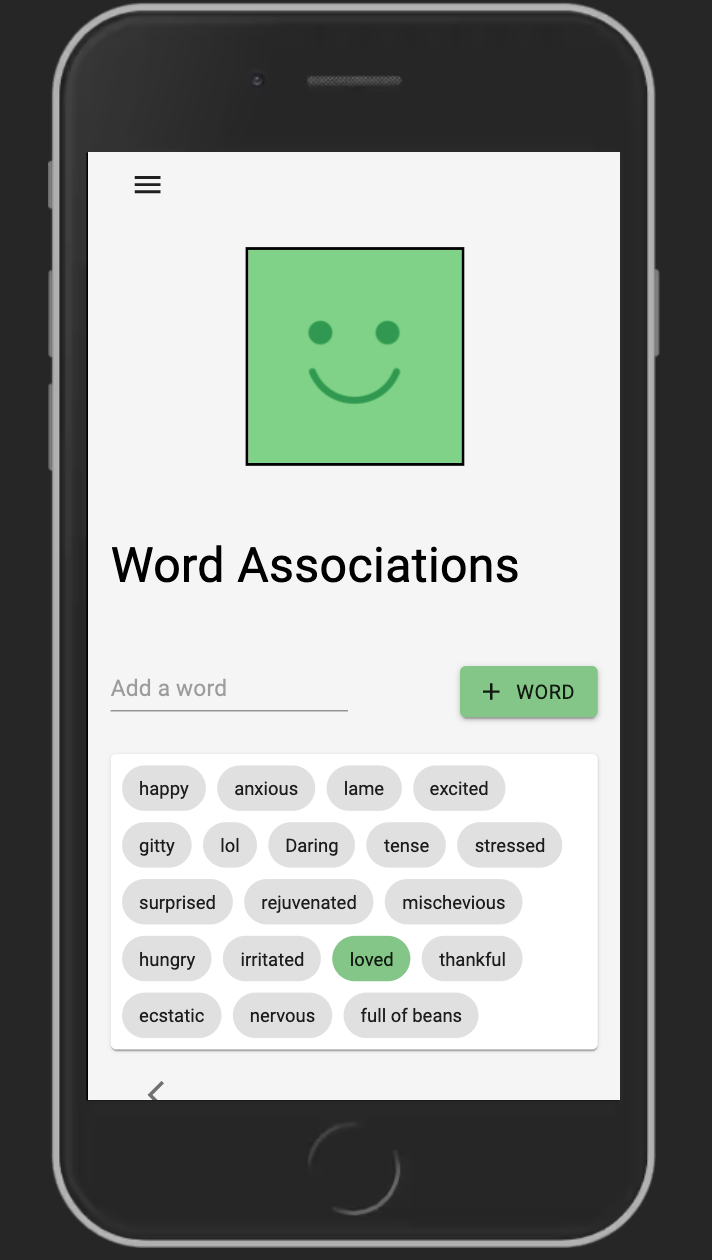 Word Associations
Add a word
+ WORD
happy anxious lame excited
gitty lol Daring tense stressed
surprised rejuvenated mischevious
hungry irritated loved thankful
ecstatic nervous full of beans